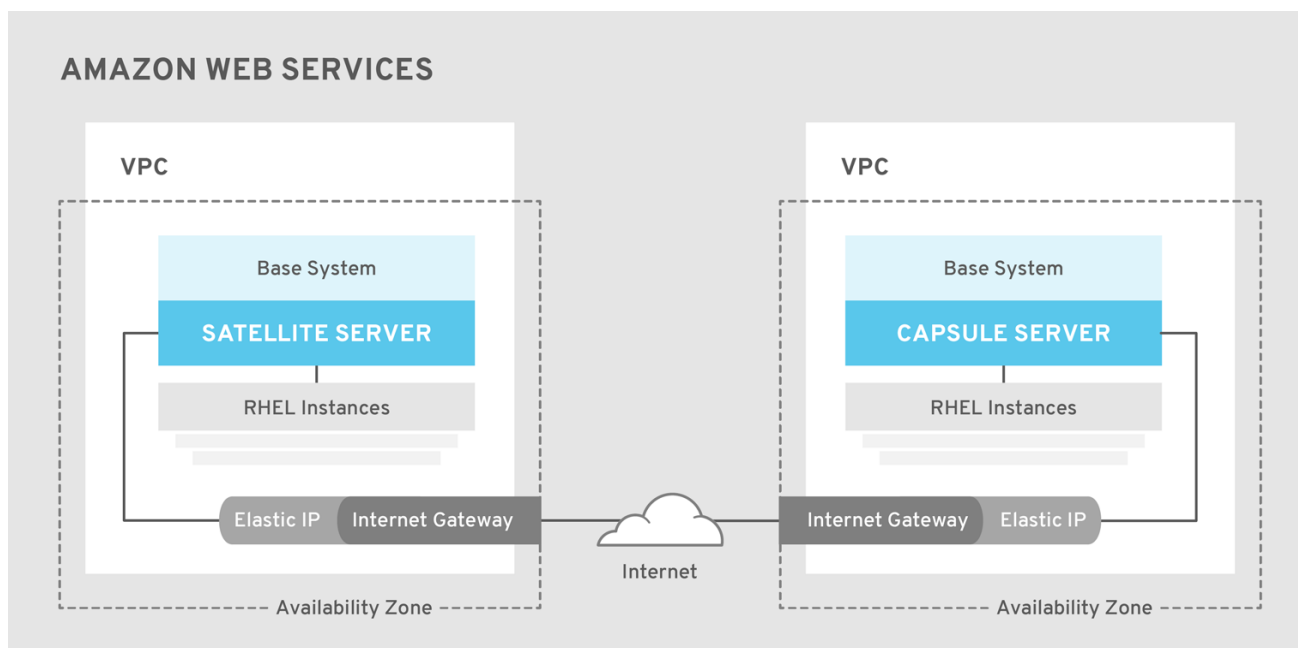 AMAZON WEB SERVICES
VPC
Base System
SATELLITE SERVER
RHEL Instances
Elastic IP
Internet Gateway
Availability Zone
Internet
VPC
Base System
CAPSULE SERVER
RHEL Instances
Internet Gateway
Elastic IP
Availability Zone